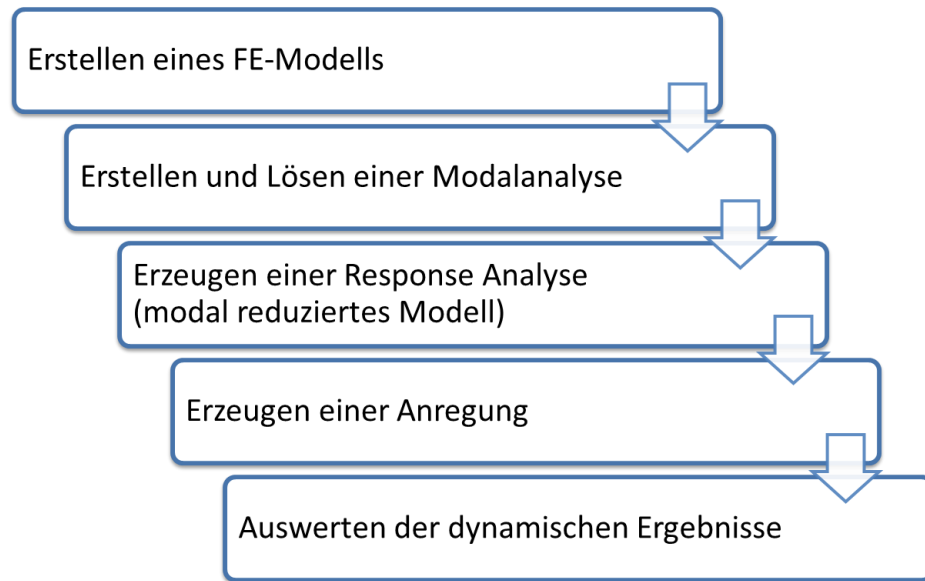 Erstellen eines FE-Modells
Erstellen und Lösen einer Modalanalyse
Erzeugen einer Response Analyse
(modal reduziertes Modell)
Erzeugen einer Anregung
Auswerten der dynamischen Ergebnisse